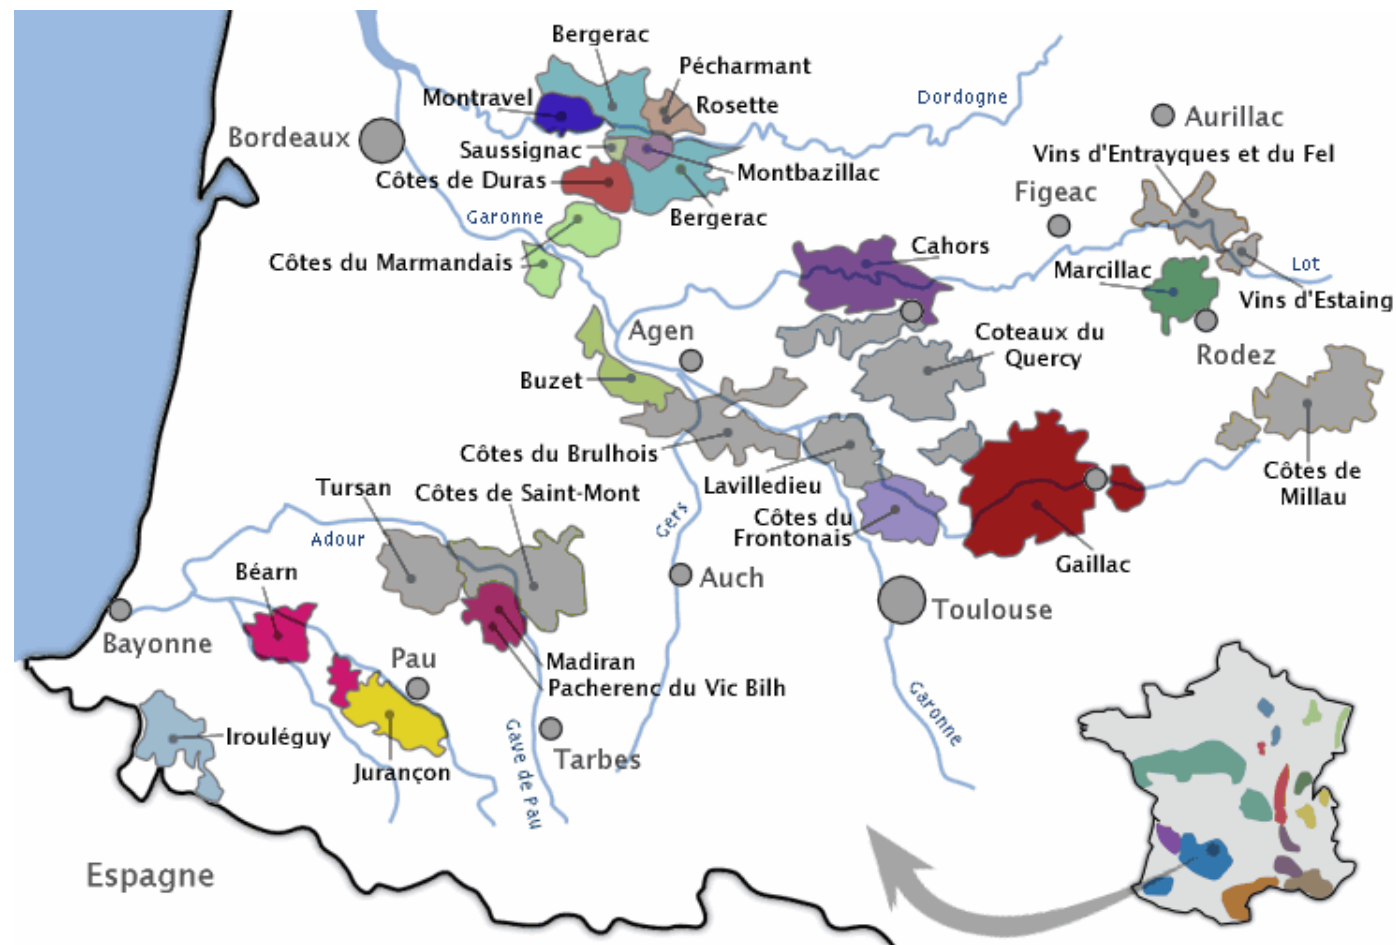 Bergerac
Pécharmant
Montravel
Rosette
Dordogne
Aurillac
Bordeaux
Saussignac
Vins d'Entrayques et du Fel
Côtes de Duras
Montbazillac
Figeac
Garonne
Bergerac
Cahors
Côtes du Marmandais
Marcillac
Lot
Vins d'Estaing
Agen
Coteaux du
Quercy
Rodez
Buzet
Côtes du Brulhois
Côtes de
Millau
Tursan
Côtes de Saint-Mont
Lavilledieu
Gers
Côtes du
Frontonais
Adour
Gaillac
Béarn
Auch
Toulouse
Bayonne
Pau
Madiran
Pacherenc du Vic Bilh
Garonne
Irouléguy
Jurançon
Gave de Pau
Tarbes
Espagne